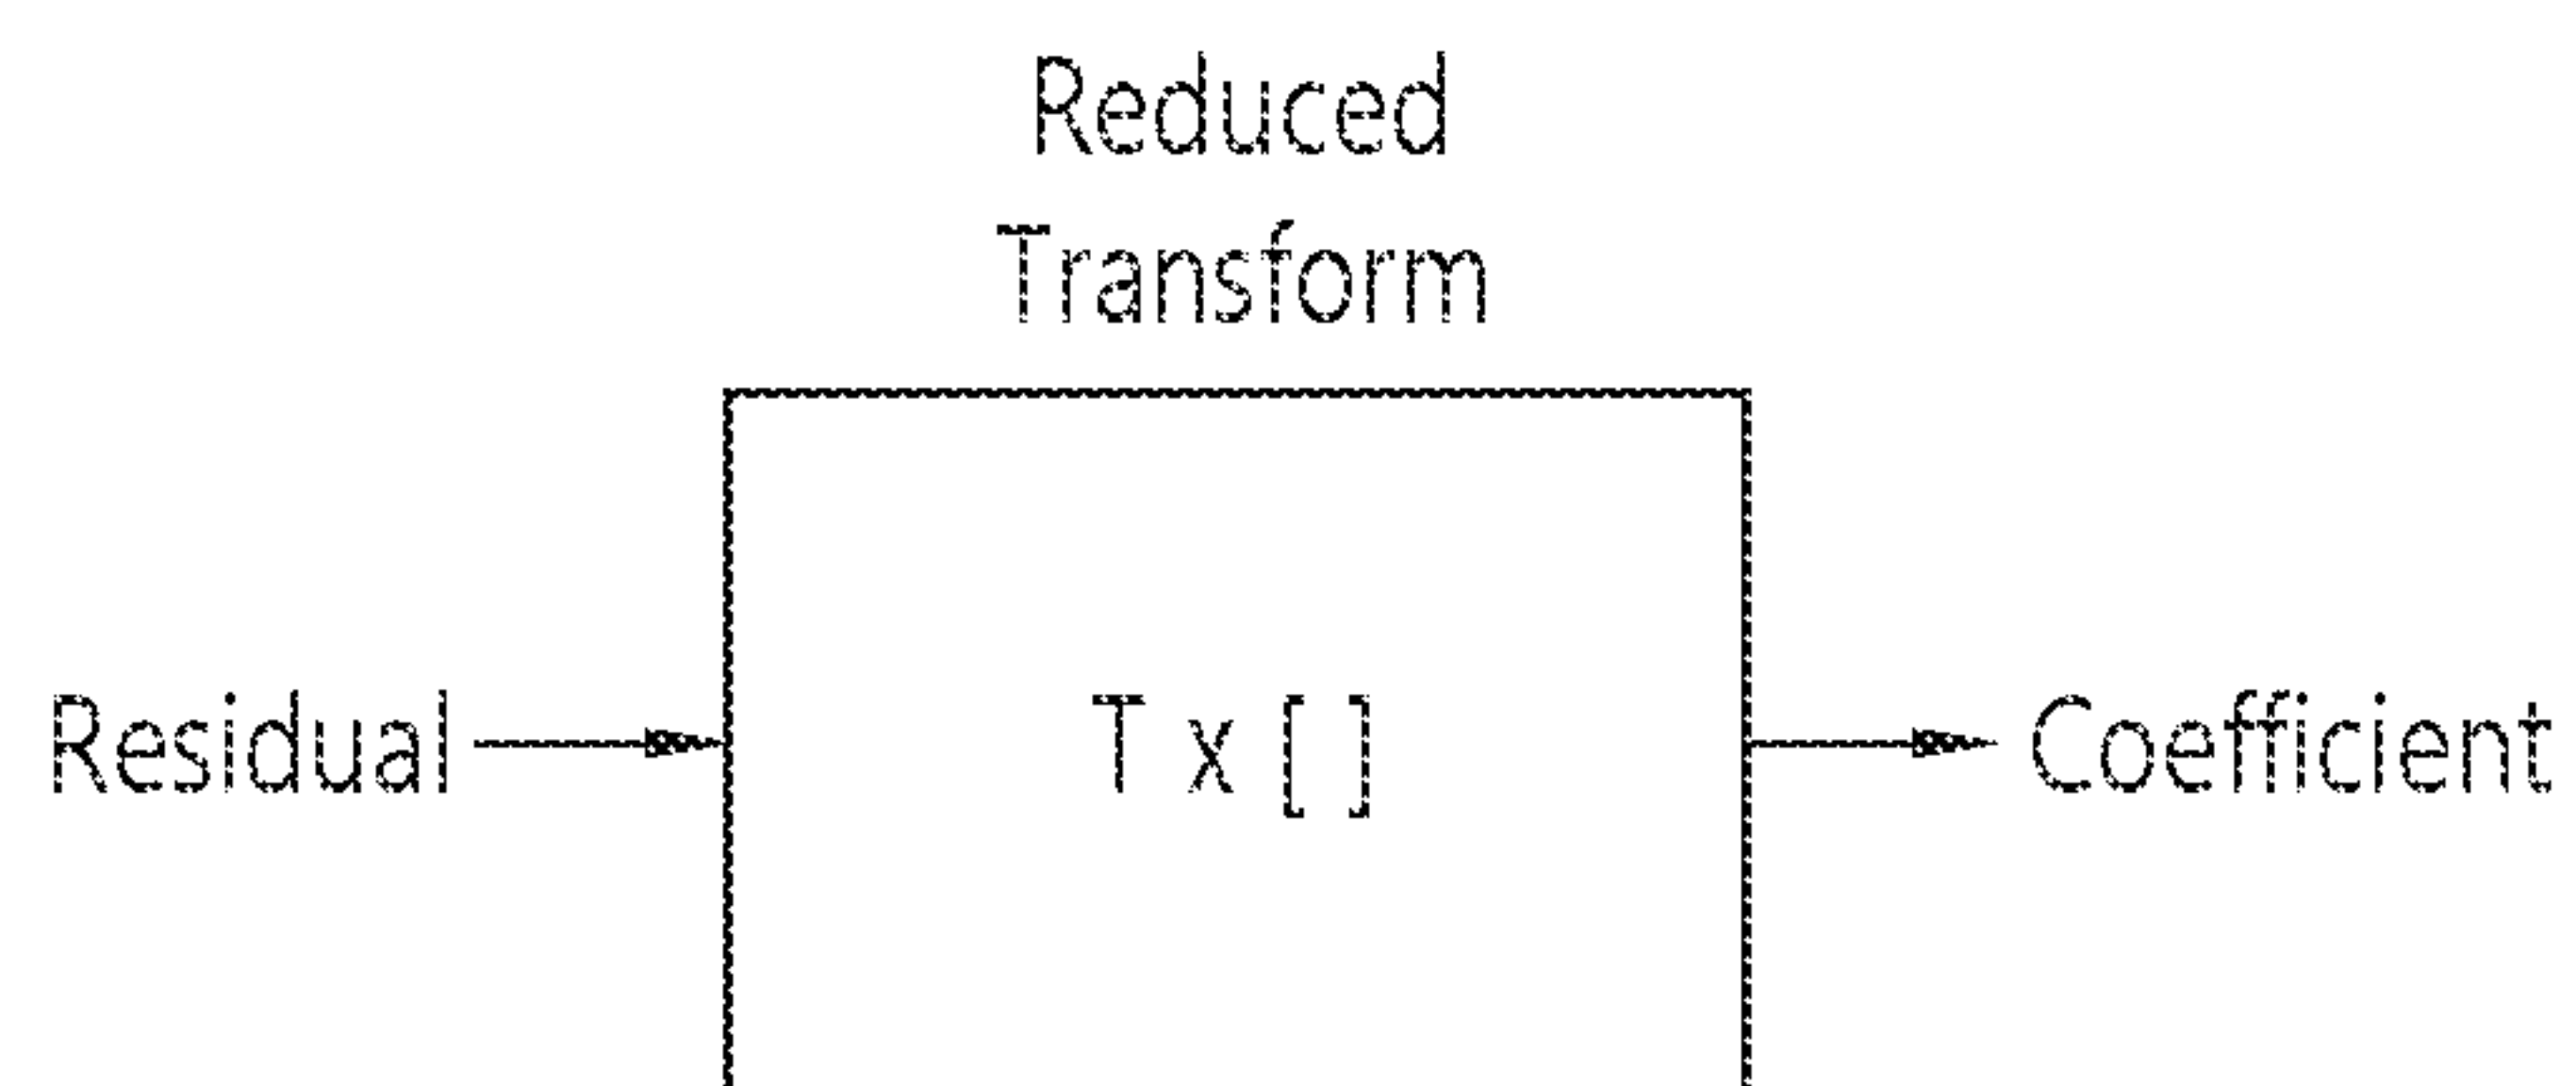 Reduced
Transform
Residual
T x [ ]
Coefficient